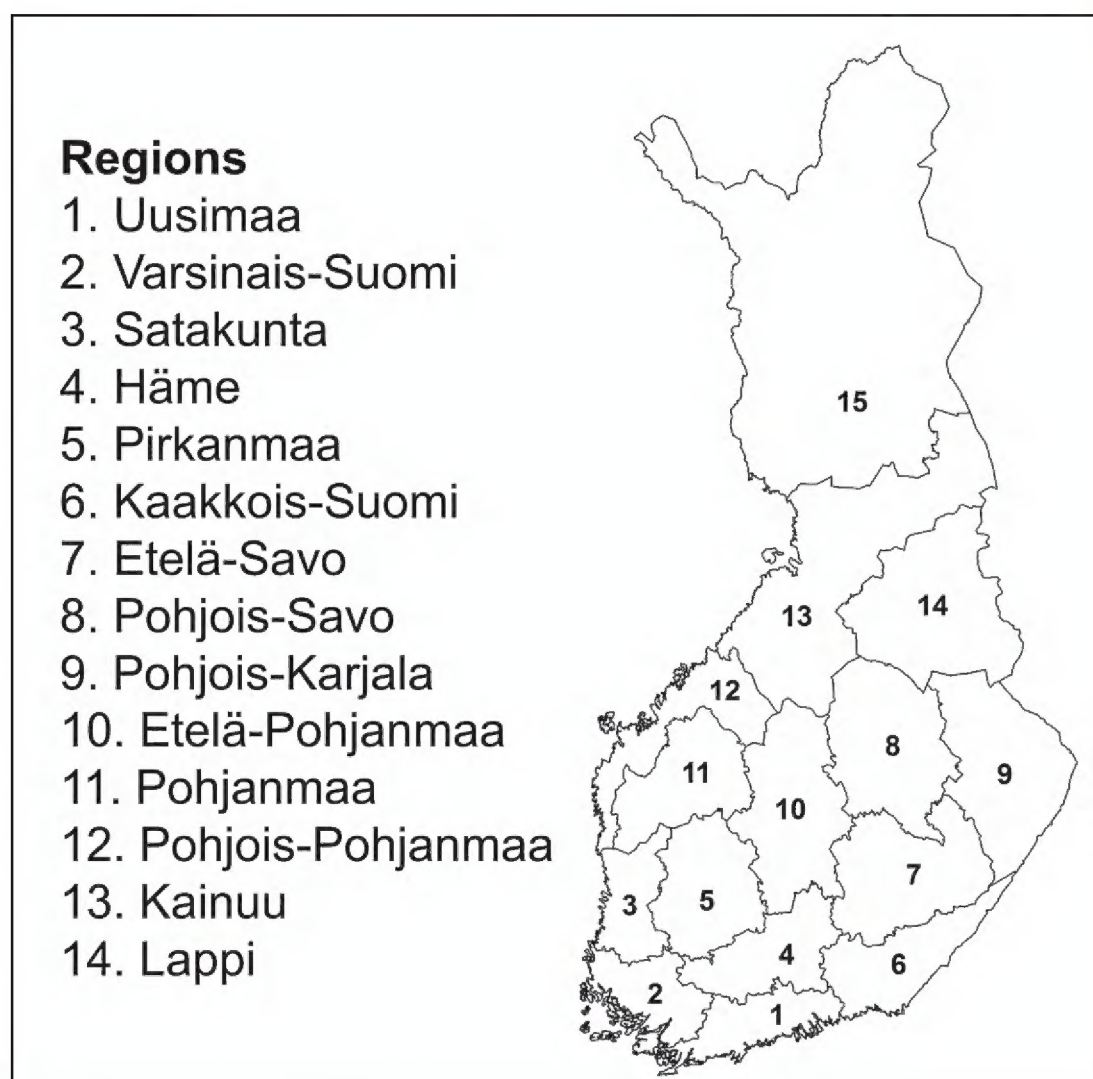 Regions
1. Uusimaa
2. Varsinais-Suomi
3. Satakunta
4. Häme
5. Pirkanmaa
6. Kaakkois-Suomi
7. Etelä-Savo
8. Pohjois-Savo
9. Pohjois-Karjala
10. Etelä-Pohjanmaa
11. Pohjanmaa
12. Pohjois-Pohjanmaa
13. Kainuu
14. Lappi
15
13
14
12
11
8
9
10
7
3
5
4
6
2
1